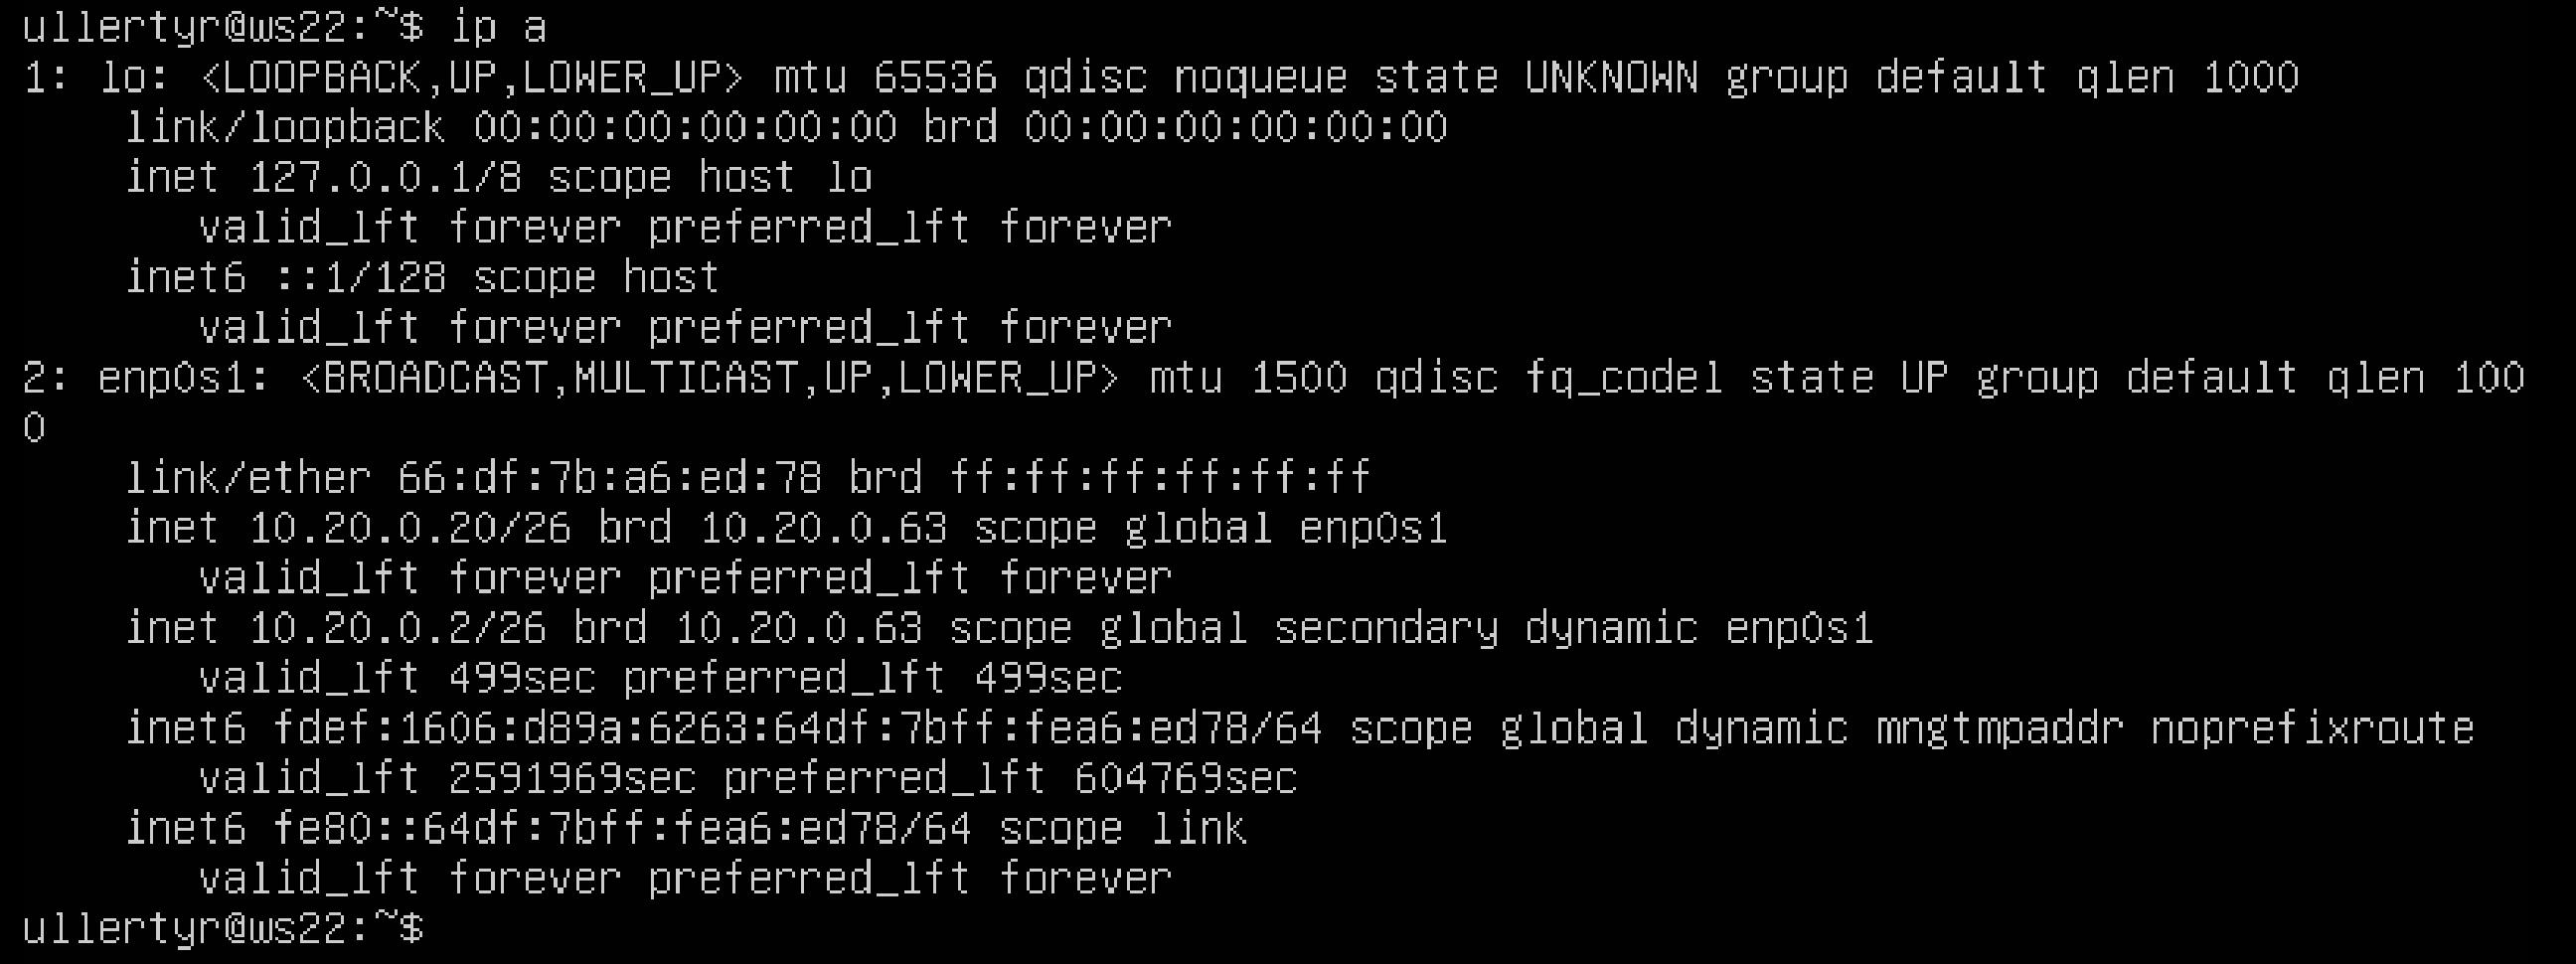 ullertyr@ws22:~$ ip a
1: lo: <LOOPBACK,UP,LOWER_UP> mtu 65536 qdisc noqueue state UNKNOWN group default qlen 1000
    link/loopback 00:00:00:00:00:00 brd 00:00:00:00:00:00
    inet 127.0.0.1/8 scope host lo
       valid_lft forever preferred_lft forever
    inet6 ::1/128 scope host
       valid_lft forever preferred_lft forever
2: enp0s1: <BROADCAST,MULTICAST,UP,LOWER_UP> mtu 1500 qdisc fq_codel state UP group default qlen 100
0
    link/ether 66:df:7b:a6:ed:78 brd ff:ff:ff:ff:ff:ff
    inet 10.20.0.20/26 brd 10.20.0.63 scope global enp0s1
       valid_lft forever preferred_lft forever
    inet 10.20.0.2/26 brd 10.20.0.63 scope global secondary dynamic enp0s1
       valid_lft 499sec preferred_lft 499sec
    inet6 fdef:1606:d89a:6263:64df:7bff:fea6:ed78/64 scope global dynamic mngtmpaddr noprefixroute
       valid_lft 2591969sec preferred_lft 604769sec
    inet6 fe80::64df:7bff:fea6:ed78/64 scope link
       valid_lft forever preferred_lft forever
ullertyr@ws22:~$